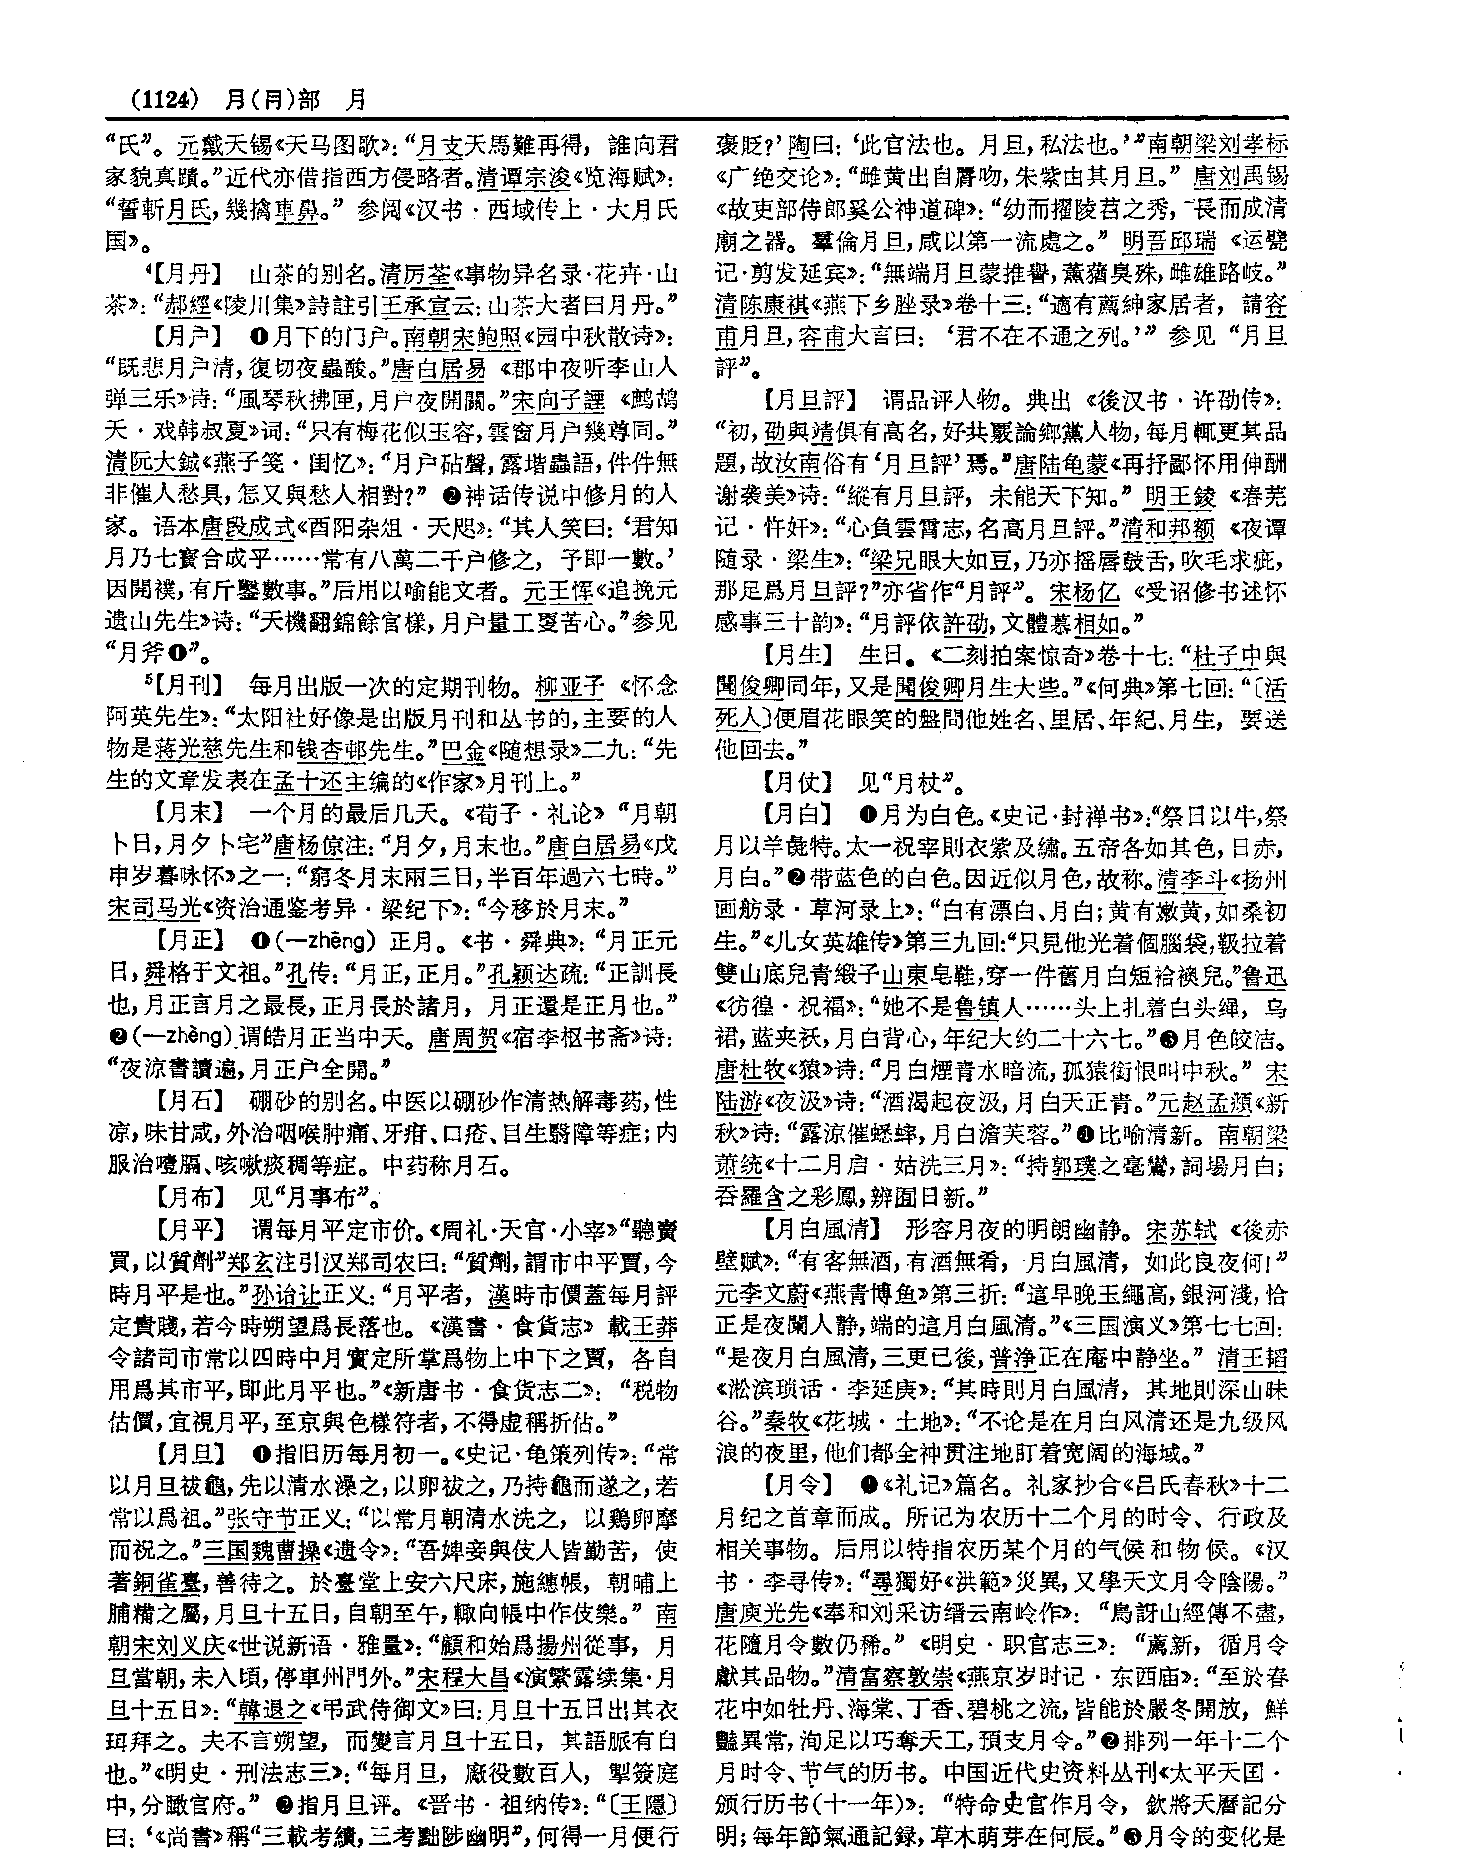 (1124) 月(⺝)部 月
“氏”。元戴天锡《天马图歌》：“月支天馬難再得，誰向君
家貌真蹟。”近代亦借指西方侵略者。清谭宗浚《览海赋》：
“誓斬月氏，幾擒車鼻。”参阅《汉书·西域传上·大月氏
国》。
4【月丹】 山茶的别名。清厉荃《事物异名录·花卉·山
茶》：“郝經《陵川集》詩註引王承宣云：山茶大者曰月丹。”
【月户】 ❶月下的门户。南朝宋鲍照《园中秋散诗》：
“既悲月户清，復切夜蟲酸。”唐白居易《郡中夜听李山人
弹三乐》诗：“風琴秋拂匣，月户夜開關。”宋向子諲《鹧鸪
天·戏韩叔夏》词：“只有梅花似玉容，雲窗月户幾尊同。”
清阮大鋮《燕子笺·闺忆》：“月户砧聲，露堦蟲語，件件無
非催人愁具，怎又與愁人相對？”❷神话传说中修月的人
家。语本唐段成式《酉阳杂俎·天咫》：“其人笑曰：‘君知
月乃七寶合成乎……常有八萬二千户修之，予即一數。’
因開襆，有斤鑿數事。”后用以喻能文者。元王恽《追挽元
遗山先生》诗：“天機翻錦餘官樣，月户量工更苦心。”参见
“月斧❶”。
5【月刊】 每月出版一次的定期刊物。柳亚子《怀念
阿英先生》：“太阳社好像是出版月刊和丛书的，主要的人
物是蒋光慈先生和钱杏邨先生。”巴金《随想录》二九：“先
生的文章发表在孟十还主编的《作家》月刊上。”
【月末】 一个月的最后几天。《荀子·礼论》“月朝
卜日，月夕卜宅”唐杨倞注：“月夕，月末也。”唐白居易《戊
申岁暮咏怀》之一：“窮冬月末兩三日，半百年過六七時。”
宋司马光《资治通鉴考异·梁纪下》：“今移於月末。”
【月正】 ❶(—zhēng) 正月。《书·舜典》：“月正元
日，舜格于文祖。”孔传：“月正，正月。”孔颖达疏：“正訓長
也，月正言月之最長，正月長於諸月，月正還是正月也。”
❷(—zhèng)谓皓月正当中天。唐周贺《宿李枢书斋》诗：
“夜涼書讀遍，月正户全開。”
【月石】 硼砂的别名。中医以硼砂作清热解毒药，性
凉，味甘咸，外治咽喉肿痛、牙疳、口疮、目生翳障等症；内
服治噎膈、咳嗽痰稠等症。中药称月石。
【月布】 见“月事布”。
【月平】 谓每月平定市价。《周礼·天官·小宰》“聽賣
買，以質劑”郑玄注引汉郑司农曰：“質劑，謂市中平賈，今
時月平是也。”孙诒让正义：“月平者，漢時市價蓋每月評
定貴賤，若今時朔望爲長落也。《漢書·食貨志》載王莽
令諸司市常以四時中月實定所掌爲物上中下之賈，各自
用爲其市平，即此月平也。”《新唐书·食货志二》：“税物
估價，宜視月平，至京與色樣符者，不得虚稱折估。”
【月旦】 ❶指旧历每月初一。《史记·龟策列传》：“常
以月旦祓龜，先以清水澡之，以卵祓之，乃持龜而遂之，若
常以爲祖。”张守节正义：“以常月朝清水洗之，以鷄卵摩
而祝之。”三国魏曹操《遗令》：“吾婢妾與伎人皆勤苦，使
著銅雀臺，善待之。於臺堂上安六尺床，施繐帳，朝晡上
脯糒之屬，月旦十五日，自朝至午，輒向帳中作伎樂。”南
朝宋刘义庆《世说新语·雅量》：“顧和始爲揚州從事，月
旦當朝，未入頃，停車州門外。”宋程大昌《演繁露续集·月
旦十五日》：“韓退之《弔武侍御文》曰：月旦十五日出其衣
珥拜之。夫不言朔望，而變言月旦十五日，其語脈有自
也。”《明史·刑法志三》：“每月旦，廠役數百人，掣簽庭
中，分瞰官府。”❷指月旦评。《晋书·祖纳传》：“〔王隱〕
曰：‘《尚書》稱“三載考績，三考黜陟幽明”，何得一月便行
褒貶？’陶曰：‘此官法也。月旦，私法也。’”南朝梁刘孝标
《广绝交论》：“雌黄出自脣吻，朱紫由其月旦。”唐刘禹锡
《故吏部侍郎奚公神道碑》：“幼而擢陵苕之秀，長而成清
廟之器。羣倫月旦，咸以第一流處之。”明吾邱瑞《运甓
记·剪发延宾》：“無端月旦蒙推譽，薰蕕臭殊，雌雄路岐。”
清陈康祺《燕下乡脞录》卷十三：“適有薦紳家居者，請容
甫月旦，容甫大言曰：‘君不在不通之列。’”参见“月旦
評”。
【月旦評】 谓品评人物。典出《後汉书·许劭传》：
“初，劭與靖俱有高名，好共覈論鄉黨人物，每月輒更其品
題，故汝南俗有‘月旦評’焉。”唐陆龟蒙《再抒鄙怀用伸酬
谢袭美》诗：“縱有月旦評，未能天下知。”明王錂《春芜
记·忤奸》：“心負雲霄志，名高月旦評。”清和邦额《夜谭
随录·梁生》：“梁兄眼大如豆，乃亦摇唇鼓舌，吹毛求疵，
那足爲月旦評？”亦省作“月評”。宋杨亿《受诏修书述怀
感事三十韵》：“月評依許劭，文體慕相如。”
【月生】 生日。《二刻拍案惊奇》卷十七：“杜子中與
聞俊卿同年，又是聞俊卿月生大些。”《何典》第七回：“〔活
死人〕便眉花眼笑的盤問他姓名、里居、年紀、月生，要送
他回去。”
【月仗】 见“月杖”。
【月白】 ❶月为白色。《史记·封禅书》：“祭日以牛，祭
月以羊彘特。太一祝宰則衣紫及繡。五帝各如其色，日赤，
月白。”❷带蓝色的白色。因近似月色，故称。清李斗《扬州
画舫录·草河录上》：“白有漂白、月白；黄有嫩黄，如桑初
生。”《儿女英雄传》第三九回：“只見他光着個腦袋，靸拉着
雙山底兒青緞子山東皂鞋，穿一件舊月白短袷襖兒。”鲁迅
《彷徨·祝福》：“她不是鲁镇人……头上扎着白头绳，乌
裙，蓝夹袄，月白背心，年纪大约二十六七。”❸月色皎洁。
唐杜牧《猿》诗：“月白煙青水暗流，孤猿銜恨叫中秋。”宋
陆游《夜汲》诗：“酒渴起夜汲，月白天正青。”元赵孟頫《新
秋》诗：“露涼催蟋蟀，月白澹芙蓉。”❹比喻清新。南朝梁
萧统《十二月启·姑洗三月》：“持郭璞之毫鸞，詞場月白；
吞羅含之彩鳳，辨囿日新。”
【月白風清】 形容月夜的明朗幽静。宋苏轼《後赤
壁赋》：“有客無酒，有酒無肴，月白風清，如此良夜何！”
元李文蔚《燕青博鱼》第三折：“這早晚玉繩高，銀河淺，恰
正是夜闌人静，端的這月白風清。”《三国演义》第七七回：
“是夜月白風清，三更已後，普浄正在庵中静坐。”清王韬
《淞滨琐话·李延庚》：“其時則月白風清，其地則深山昧
谷。”秦牧《花城·土地》：“不论是在月白风清还是九级风
浪的夜里，他们都全神贯注地盯着宽阔的海域。”
【月令】 ❶《礼记》篇名。礼家抄合《吕氏春秋》十二
月纪之首章而成。所记为农历十二个月的时令、行政及
相关事物。后用以特指农历某个月的气候和物候。《汉
书·李寻传》：“尋獨好《洪範》災異，又學天文月令陰陽。”
唐庾光先《奉和刘采访缙云南岭作》：“鳥訝山經傳不盡，
花隨月令數仍稀。”《明史·职官志三》：“薦新，循月令
獻其品物。”清富察敦崇《燕京岁时记·东西庙》：“至於春
花中如牡丹、海棠、丁香、碧桃之流，皆能於嚴冬開放，鮮
豔異常，洵足以巧奪天工，預支月令。”❷排列一年十二个
月时令、节气的历书。中国近代史资料丛刊《太平天国·
颁行历书(十一年)》：“特命史官作月令，欽將天曆記分
明；每年節氣通記録，草木萌芽在何辰。”❸月令的变化是